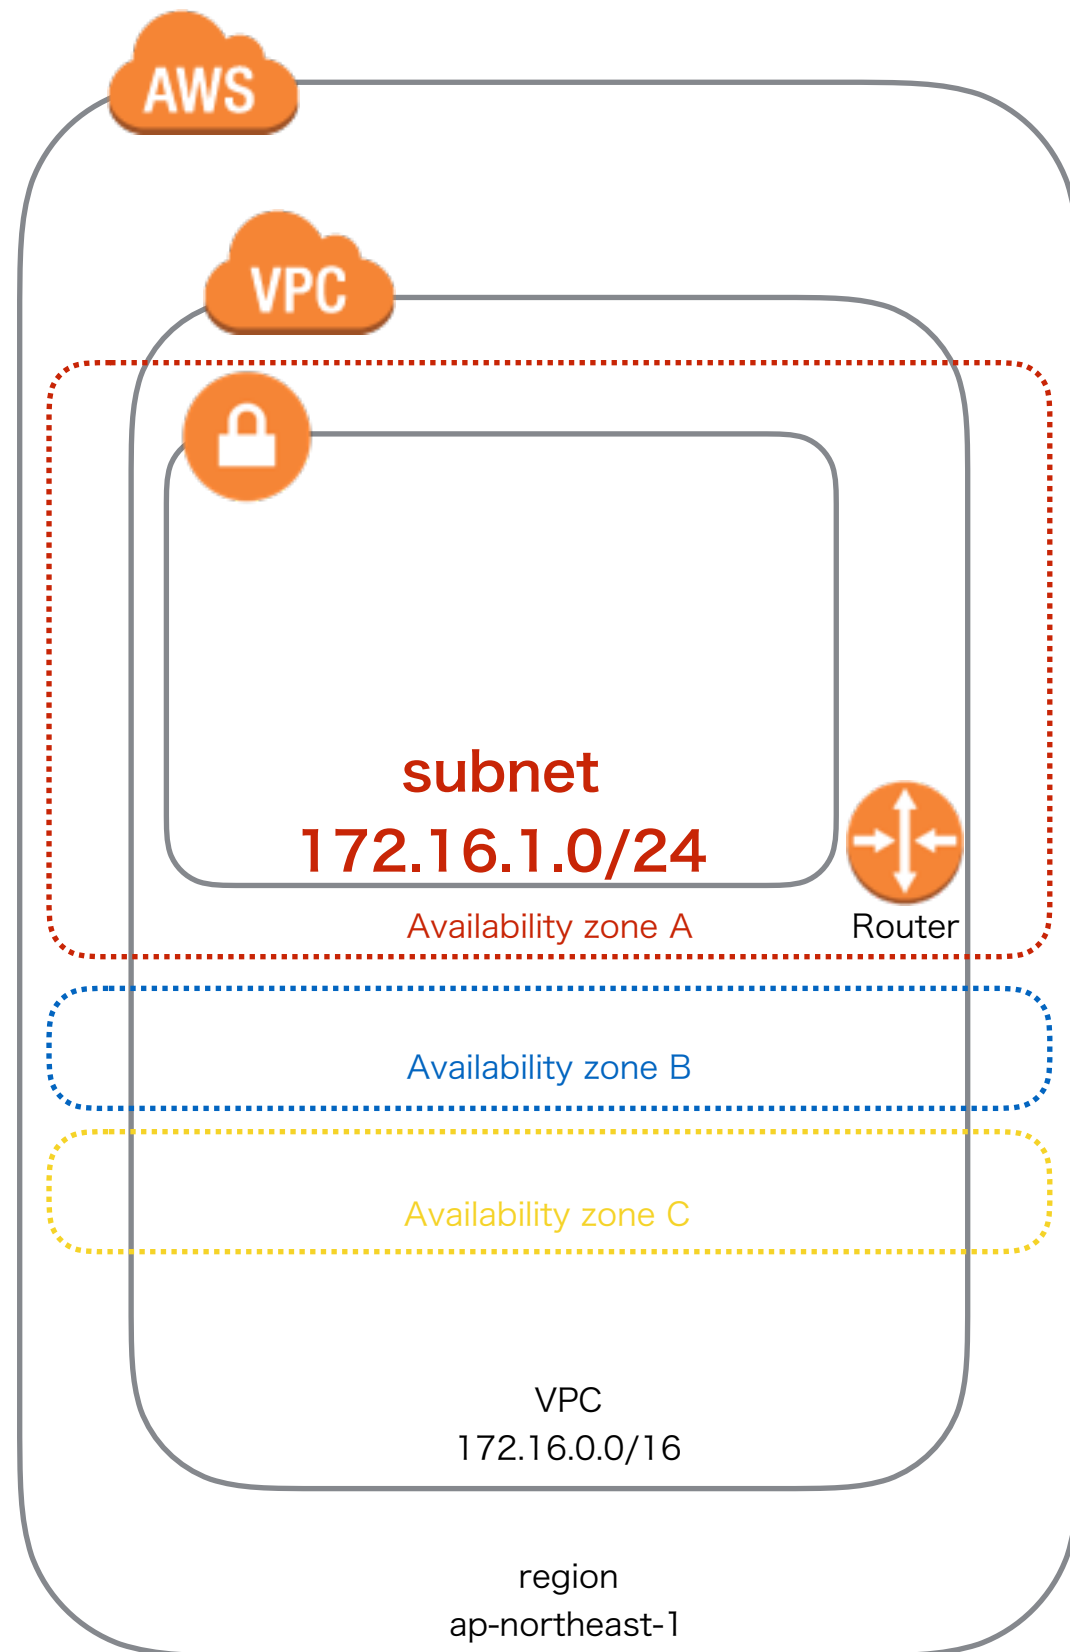 AWS
VPC
subnet
172.16.1.0/24
Availability zone A
Router
Availability zone B
Availability zone C
VPC
172.16.0.0/16
region
ap-northeast-1